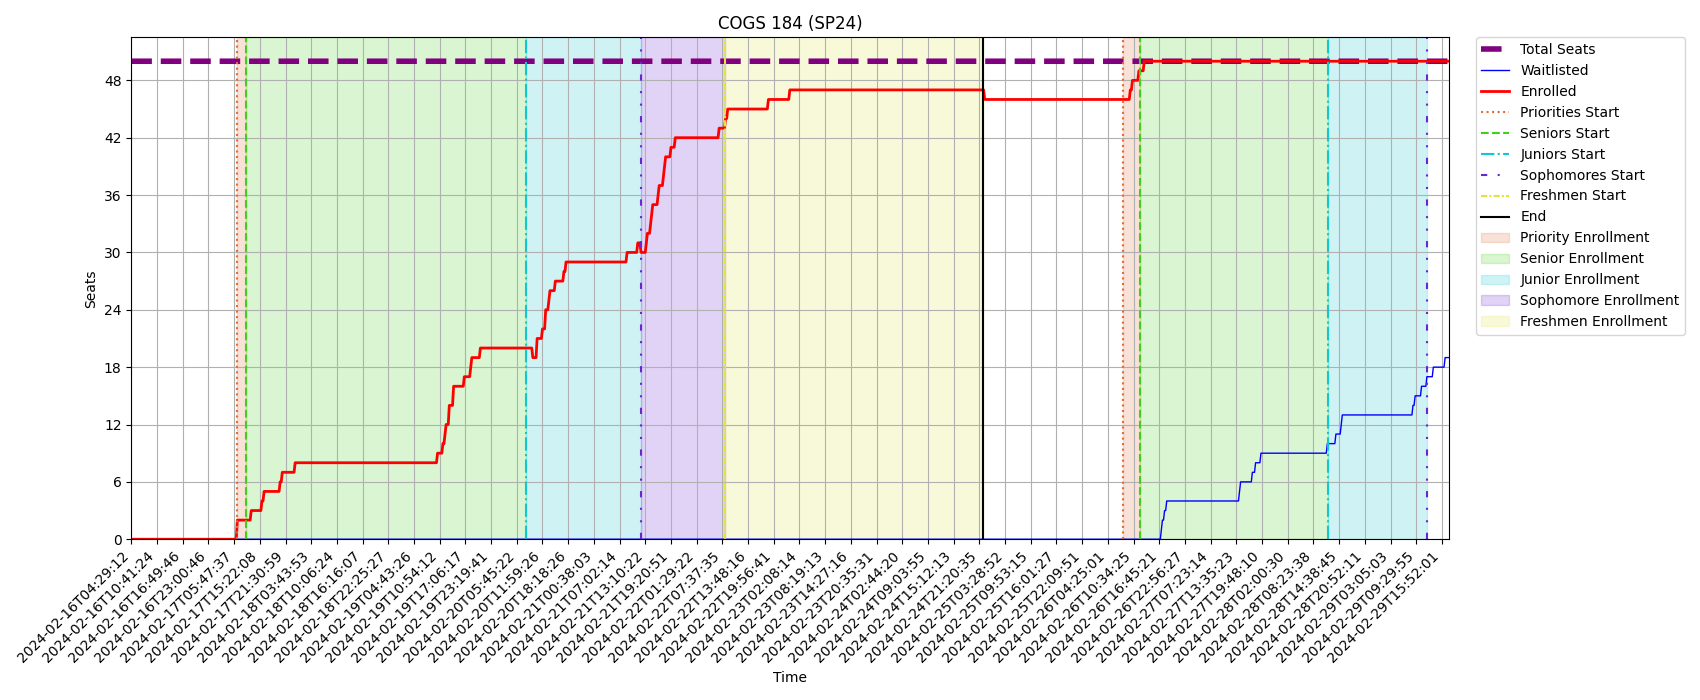 COGS 184 (SP24)
Seats
48
42
36
30
24
18
12
6
0
2024-02-16T04:29:12
2024-02-16T10:41:24
2024-02-16T16:49:46
2024-02-16T23:00:46
2024-02-17T05:47:37
2024-02-17T15:22:08
2024-02-17T21:30:59
2024-02-18T03:43:53
2024-02-18T10:06:24
2024-02-18T16:16:07
2024-02-18T22:25:27
2024-02-19T04:43:26
2024-02-19T10:54:12
2024-02-19T17:06:17
2024-02-19T23:19:41
2024-02-20T05:45:22
2024-02-20T11:59:26
2024-02-20T18:18:26
2024-02-21T00:38:03
2024-02-21T07:02:14
2024-02-21T13:10:22
2024-02-21T19:20:51
2024-02-22T01:29:22
2024-02-22T07:37:35
2024-02-22T13:48:16
2024-02-22T19:56:41
2024-02-23T02:08:14
2024-02-23T08:19:13
2024-02-23T14:27:16
2024-02-23T20:35:31
2024-02-24T02:44:20
2024-02-24T09:03:55
2024-02-24T15:12:13
2024-02-24T21:20:35
2024-02-25T03:28:52
2024-02-25T09:53:15
2024-02-25T16:01:27
2024-02-25T22:09:51
2024-02-26T04:25:01
2024-02-26T10:34:25
2024-02-26T16:45:21
2024-02-26T22:56:27
2024-02-27T07:23:14
2024-02-27T13:35:23
2024-02-27T19:48:10
2024-02-28T02:00:30
2024-02-28T08:23:38
2024-02-28T14:38:45
2024-02-28T20:52:11
2024-02-29T03:05:03
2024-02-29T09:29:55
2024-02-29T15:52:01
Time
Total Seats
Waitlisted
Enrolled
Priorities Start
Seniors Start
Juniors Start
Sophomores Start
Freshmen Start
End
Priority Enrollment
Senior Enrollment
Junior Enrollment
Sophomore Enrollment
Freshmen Enrollment